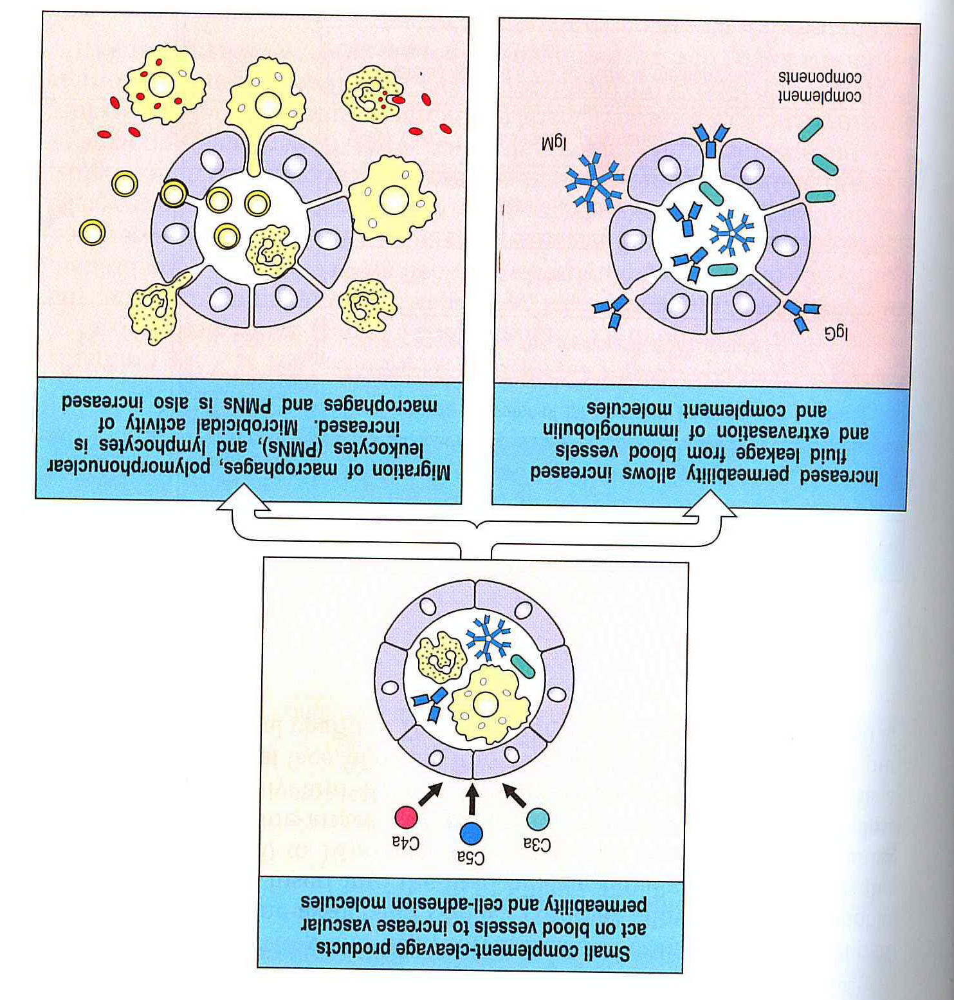 Small complement-cleavage products
act on blood vessels to increase vascular
permeability and cell-adhesion molecules
C3a
C5a
C4a
Increased permeability allows increased
fluid leakage from blood vessels
and extravasation of immunoglobulin
and complement molecules
IgG
IgM
complement
components
Migration of macrophages, polymorphonuclear
leukocytes (PMNs), and lymphocytes is
increased. Microbicidal activity of
macrophages and PMNs is also increased